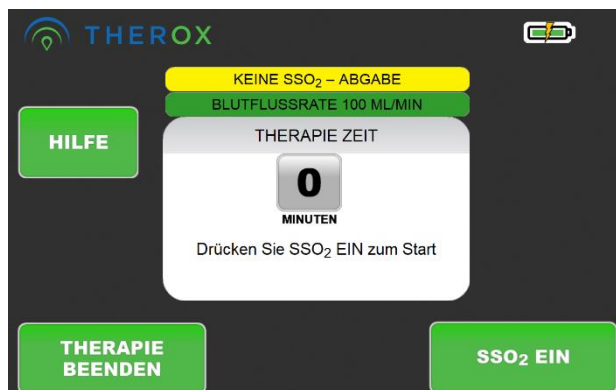 THEROX
KEINE SSO₂ – ABGABE
BLUTFLUSSRATE 100 ML/MIN
HILFE
THERAPIE ZEIT
0
MINUTEN
Drücken Sie SSO₂ EIN zum Start
THERAPIE
BEENDEN
SSO₂ EIN